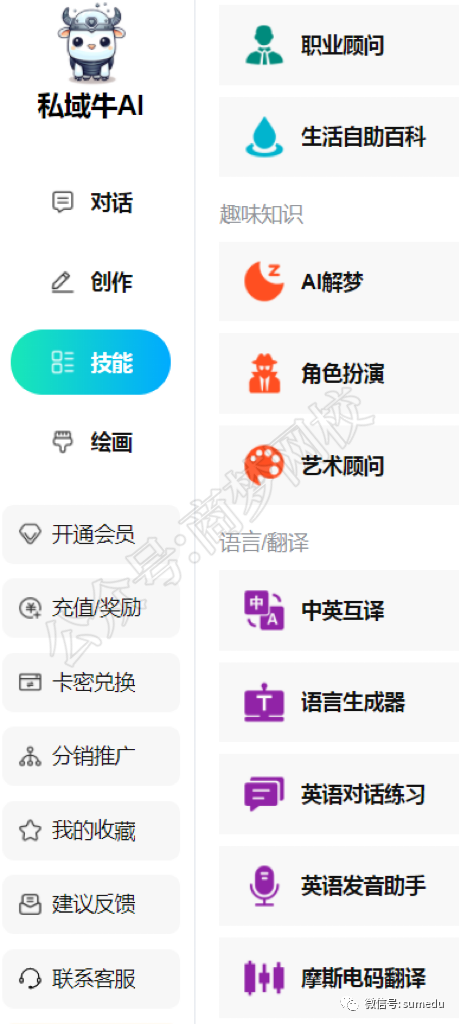 私域牛AI
对话
创作
技能
绘画
开通会员
充值/奖励
卡密兑换
分销推广
我的收藏
建议反馈
联系客服
职业顾问
生活自助百科
趣味知识
Z
AI解梦
角色扮演
艺术顾问
语言/翻译
中
A
中英互译
T
语言生成器
英语对话练习
英语发音助手
摩斯电码翻译
公众号:商梦网校
微信号: sumedu